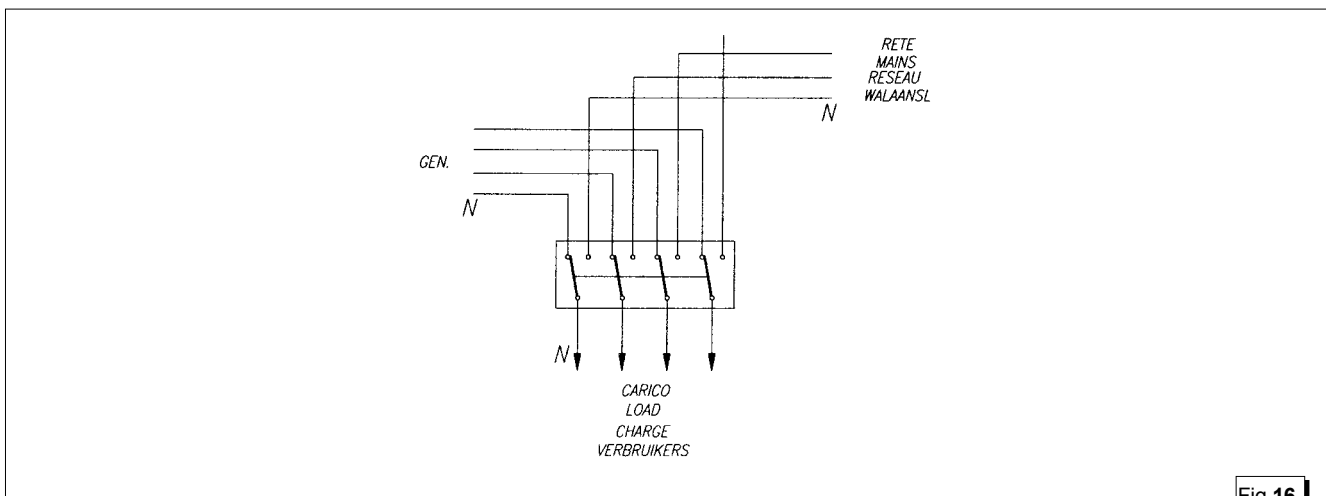 RETE
MAINS
RESEAU
WALAANSL
N
GEN.
N
N
CARICO
LOAD
CHARGE
VERBRUIKERS
Fig.16